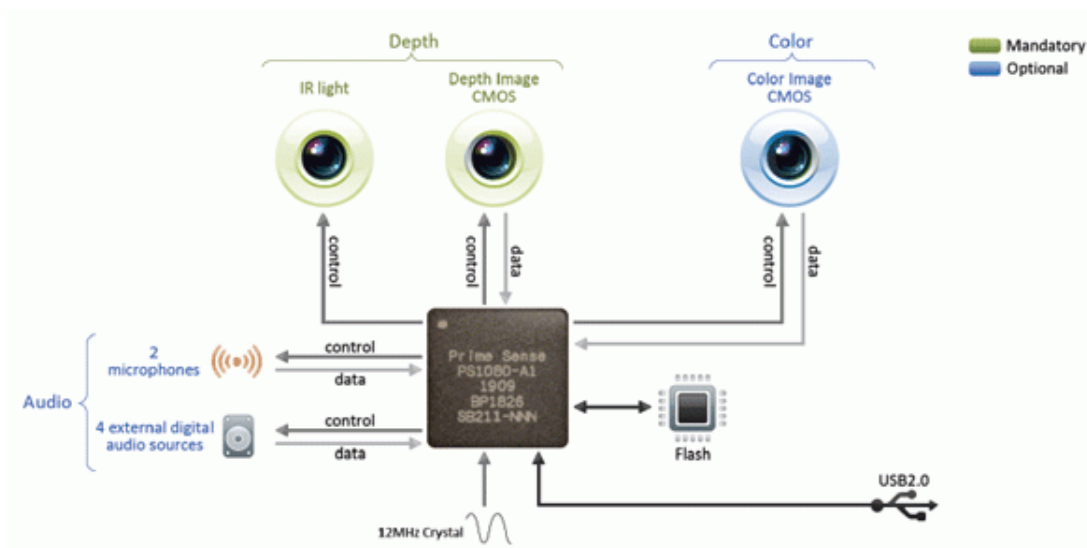 Depth
Color
Mandatory
Optional
IR light
Depth Image
CMOS
Color Image
CMOS
control
control
data
control
data
Prime Sense
PS1080-A1
1909
BP1826
SB211-NNN
Audio
2
microphones
control
data
4 external digital
audio sources
control
data
Flash
USB2.0
12MHz Crystal